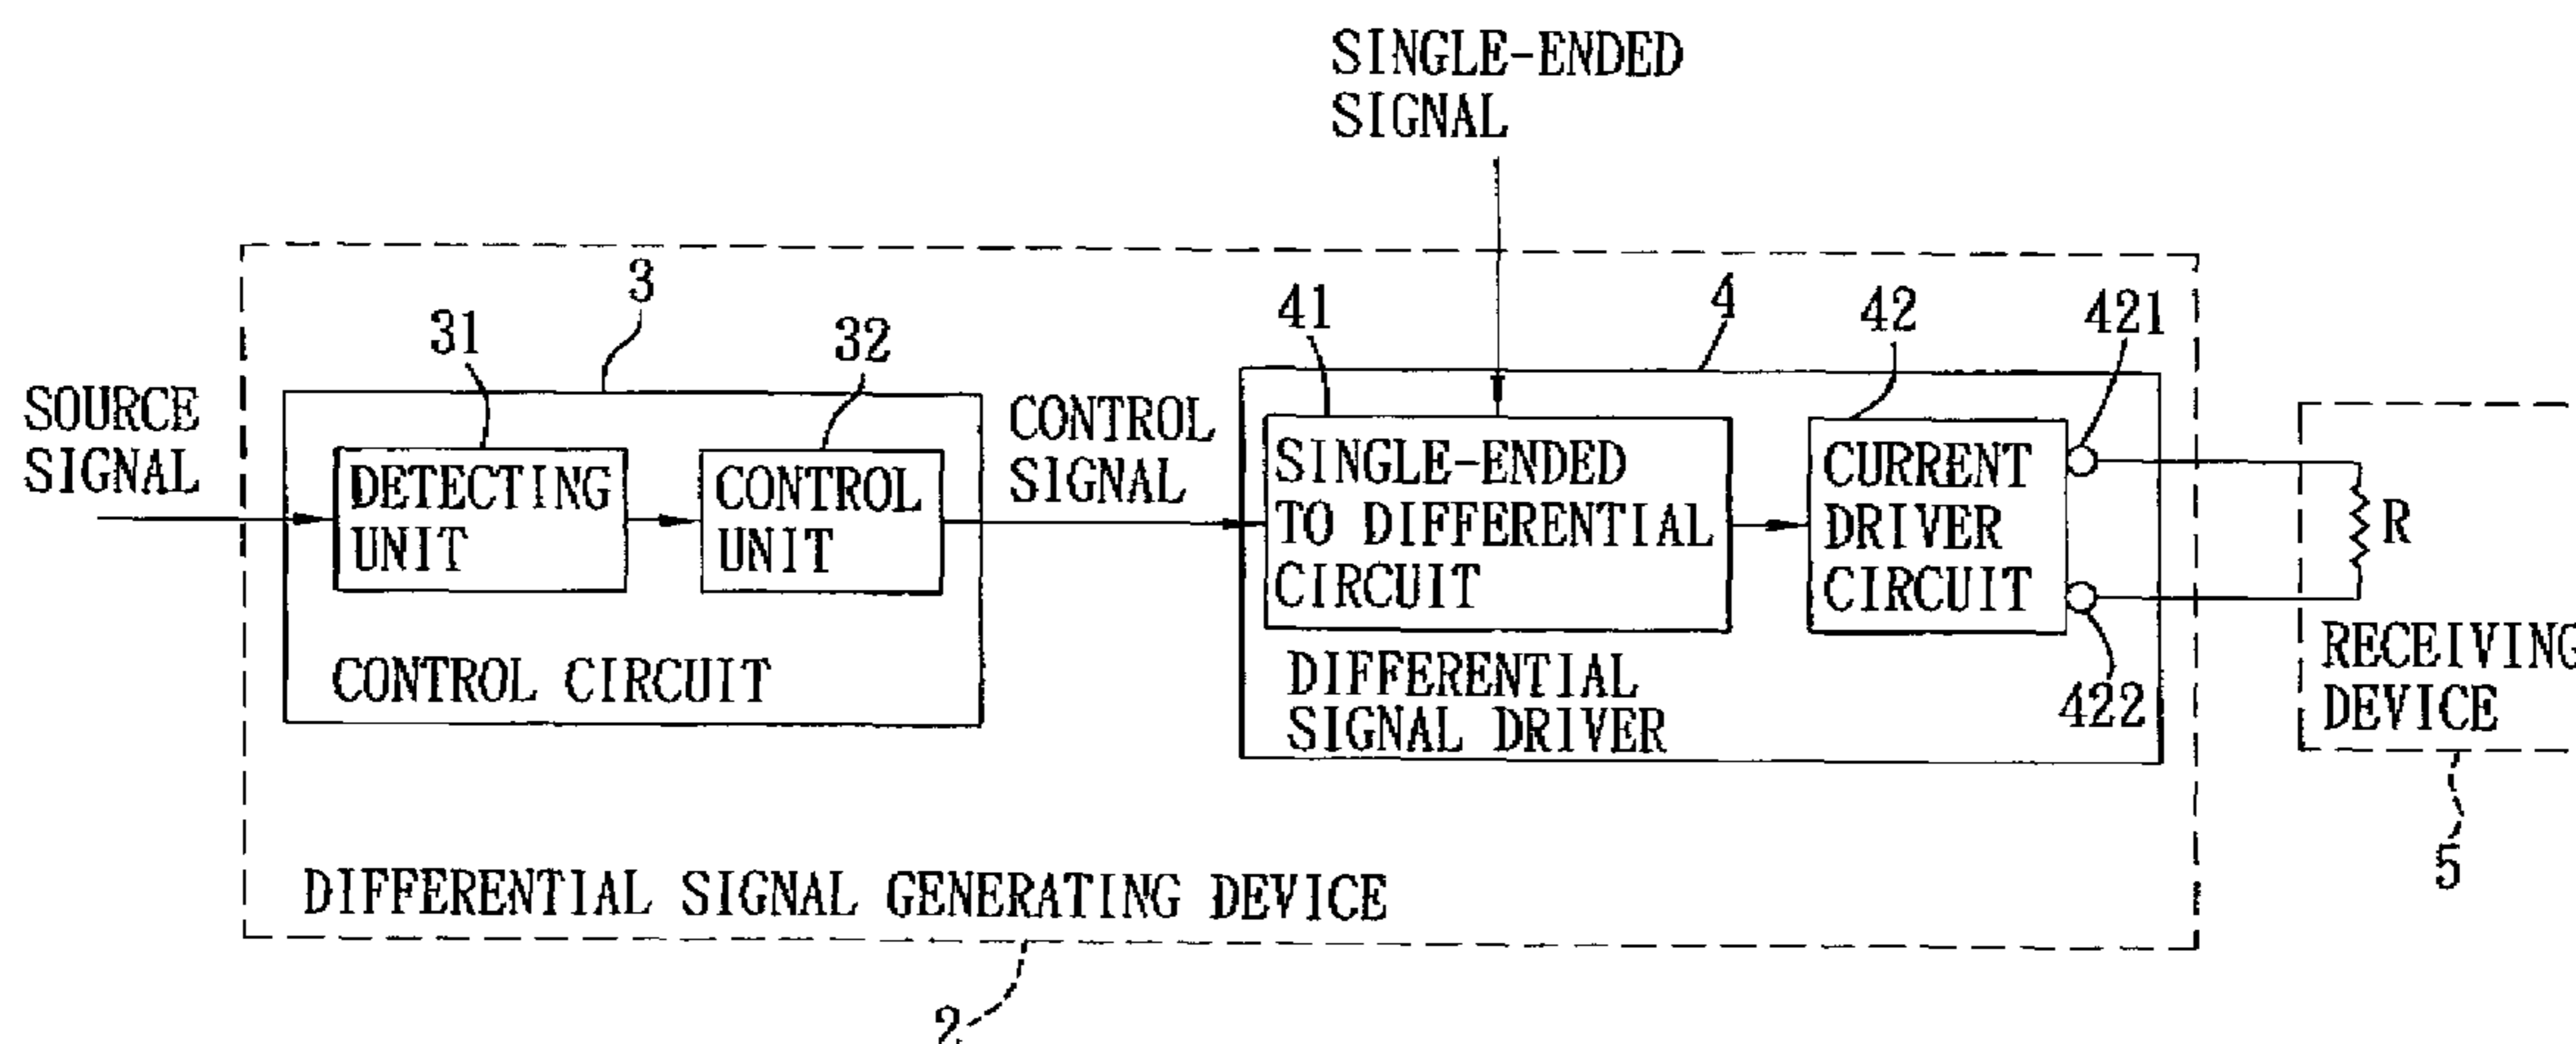 SINGLE-ENDED
SIGNAL
3
4
41
42
421
31
32
SOURCE
SIGNAL
CONTROL
SIGNAL
DETECTING
UNIT
CONTROL
UNIT
SINGLE-ENDED
TO DIFFERENTIAL
CIRCUIT
CURRENT
DRIVER
CIRCUIT
R
CONTROL CIRCUIT
DIFFERENTIAL
SIGNAL DRIVER
422
RECEIVING
DEVICE
5
DIFFERENTIAL SIGNAL GENERATING DEVICE
2